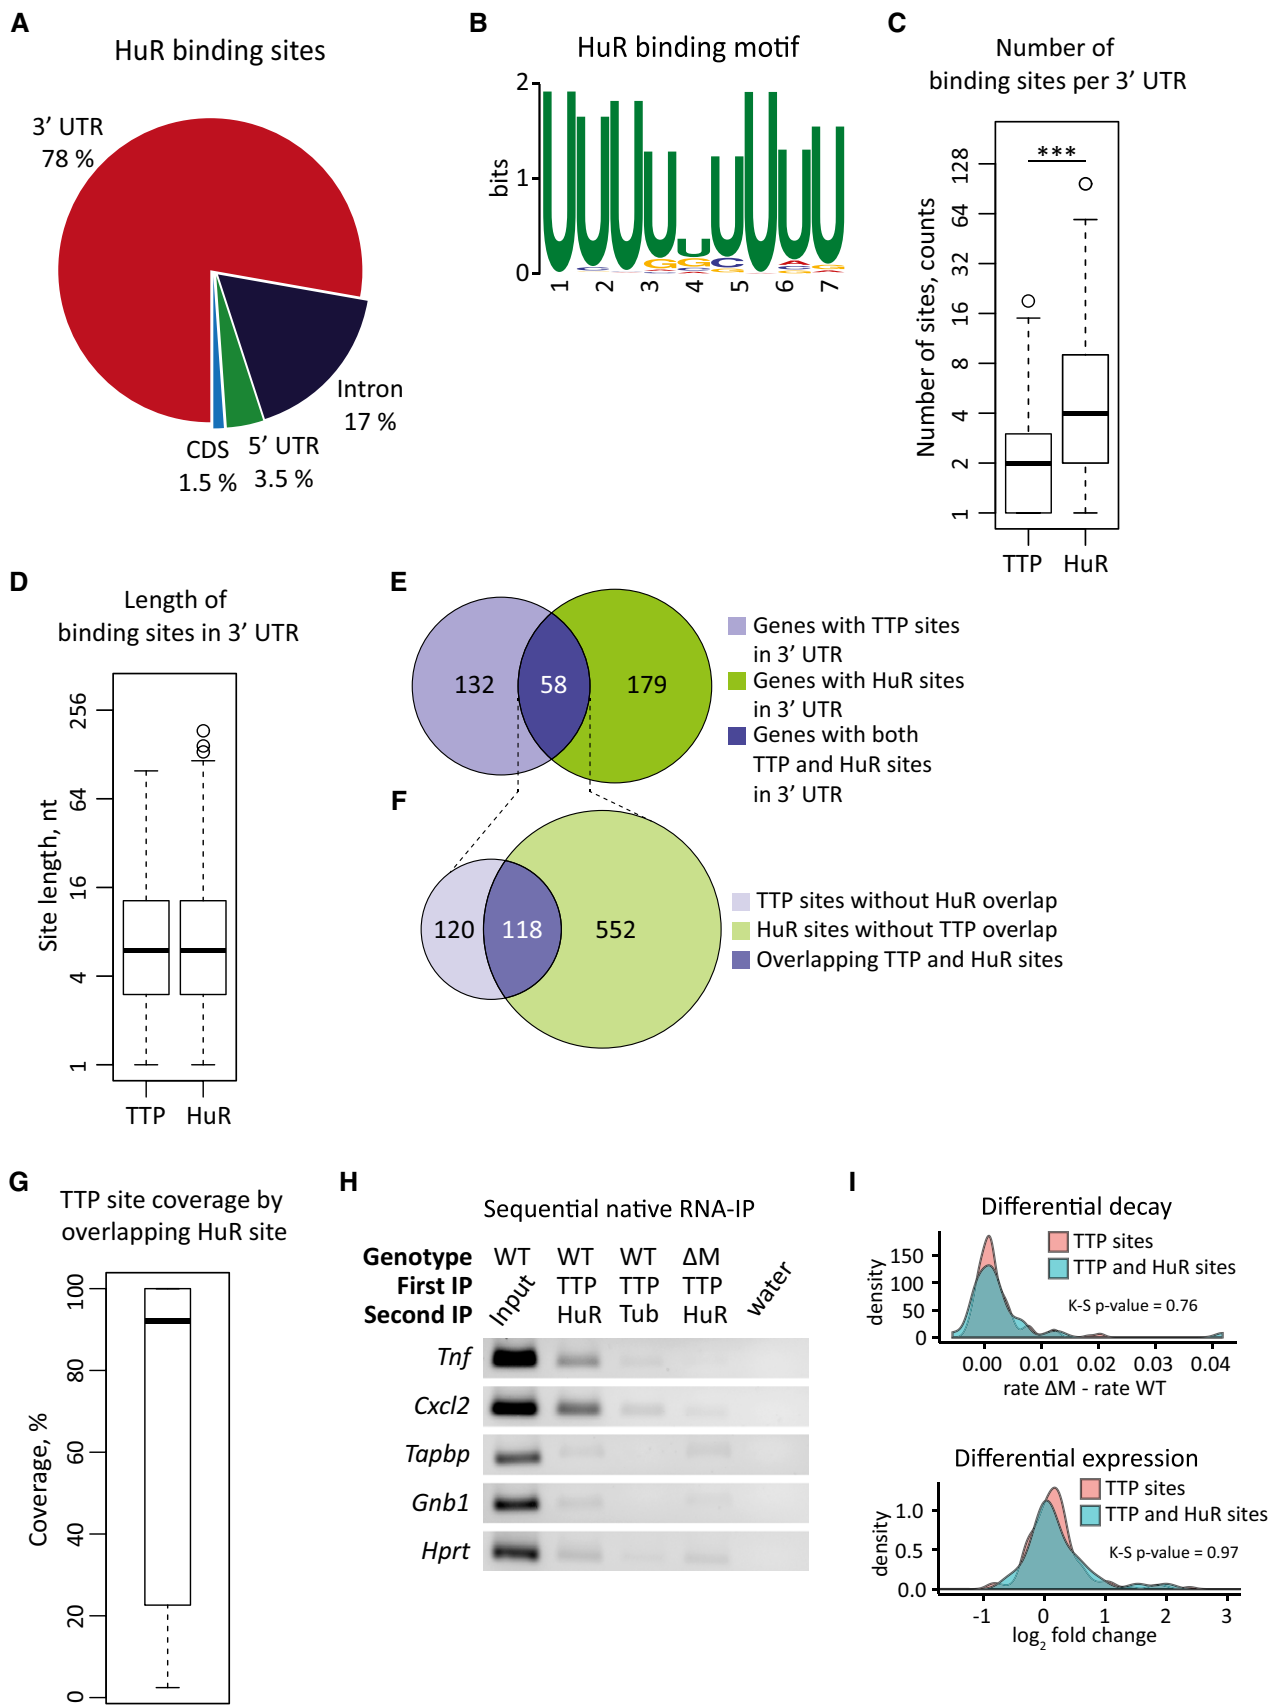 A
HuR binding sites
3’ UTR
78 %
Intron
17 %
CDS
1.5 %
5’ UTR
3.5 %
B
HuR binding motif
bits
2
1
0
U U U U U U U U U
G G C A
C C G C G
A A G A
1 2 3 4 5 6 7
C
Number of
binding sites per 3’ UTR
Number of sites, counts
128
64
32
16
8
4
2
1
***
TTP HuR
D
Length of
binding sites in 3’ UTR
Site length, nt
256
64
16
4
1
TTP HuR
E
132 58 179
Genes with TTP sites
in 3’ UTR
Genes with HuR sites
in 3’ UTR
Genes with both
TTP and HuR sites
in 3’ UTR
F
120 118 552
TTP sites without HuR overlap
HuR sites without TTP overlap
Overlapping TTP and HuR sites
G
TTP site coverage by
overlapping HuR site
Coverage, %
100
80
60
40
20
0
H
Sequential native RNA-IP
Genotype WT WT WT ΔM
First IP Input TTP TTP TTP water
Second IP HuR Tub HuR
Tnf
Cxcl2
Tapbp
Gnb1
Hprt
I
Differential decay
density
150
100
50
0
TTP sites
TTP and HuR sites
K-S p-value = 0.76
0.00 0.01 0.02 0.03 0.04
rate ΔM - rate WT
Differential expression
density
1.0
0.5
0.0
TTP sites
TTP and HuR sites
K-S p-value = 0.97
-1 0 1 2 3
log2 fold change